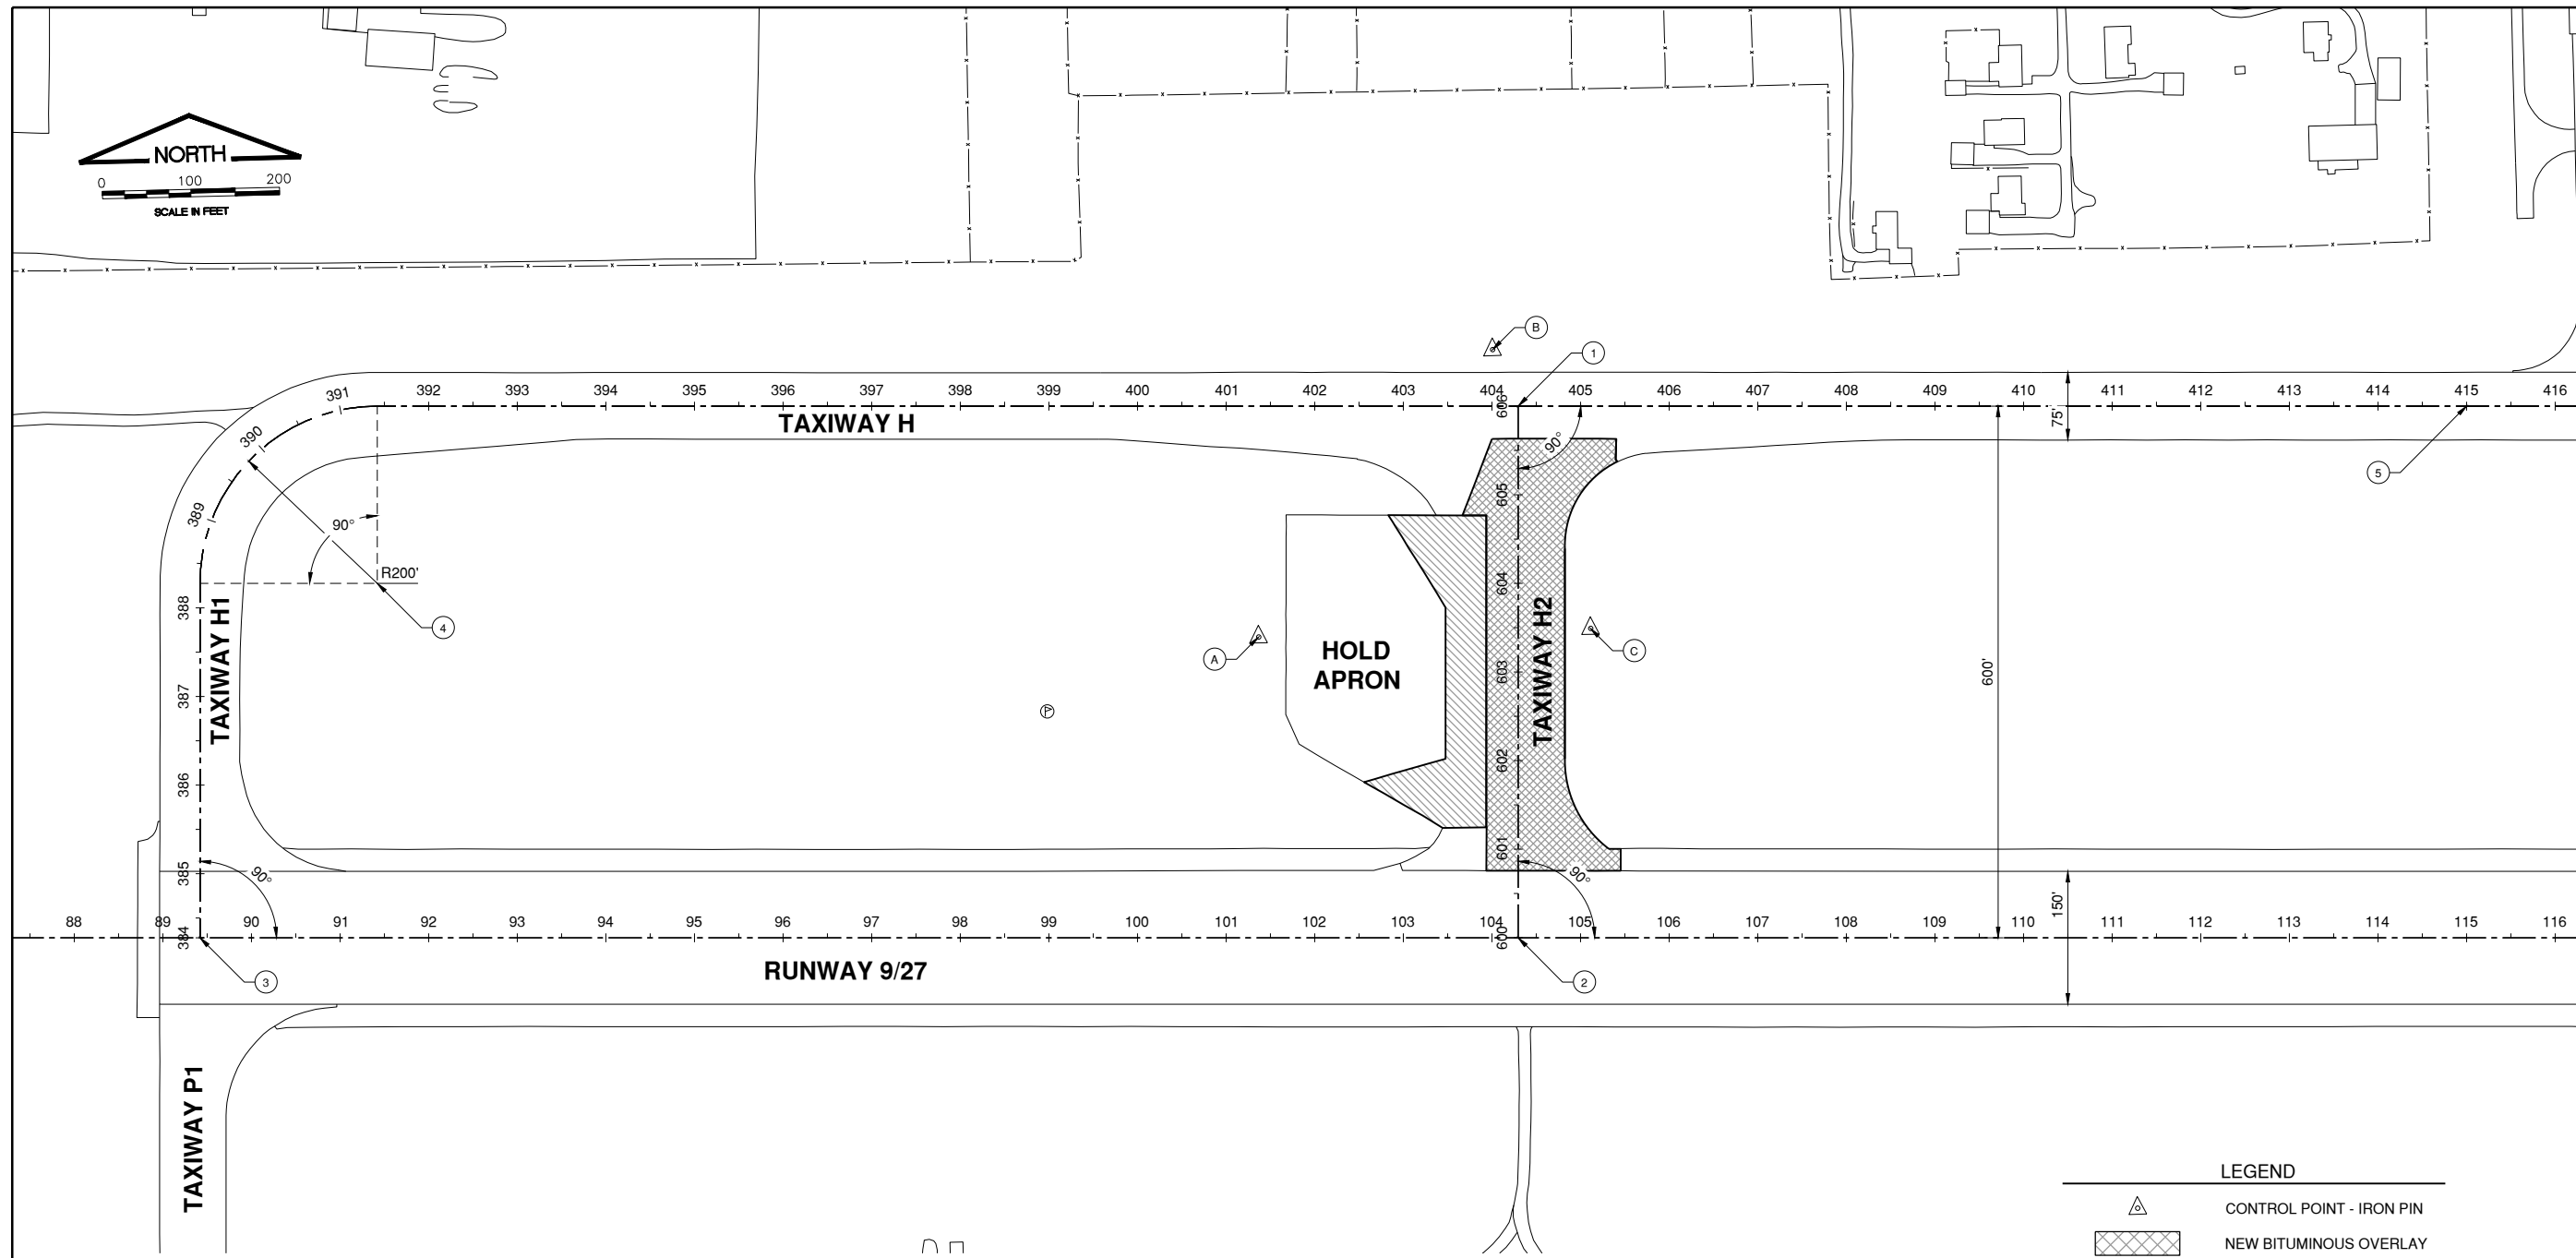 NORTH
0 100 200
SCALE IN FEET
B
1
391 392 393 394 395 396 397 398 399 400 401 402 403 404 405 406 407 408 409 410 411 412 413 414 415 416
606
TAXIWAY H
75'
390
90°
5
389
605
90°
R200'
604
388
4
TAXIWAY H1
A
HOLD
APRON
TAXIWAY H2
C
603
600'
387
P
602
386
601
385
90°
90°
150'
88 89 90 91 92 93 94 95 96 97 98 99 100 101 102 103 104 105 106 107 108 109 110 111 112 113 114 115 116
384
600
RUNWAY 9/27
3
2
TAXIWAY P1
LEGEND
CONTROL POINT - IRON PIN
NEW BITUMINOUS OVERLAY